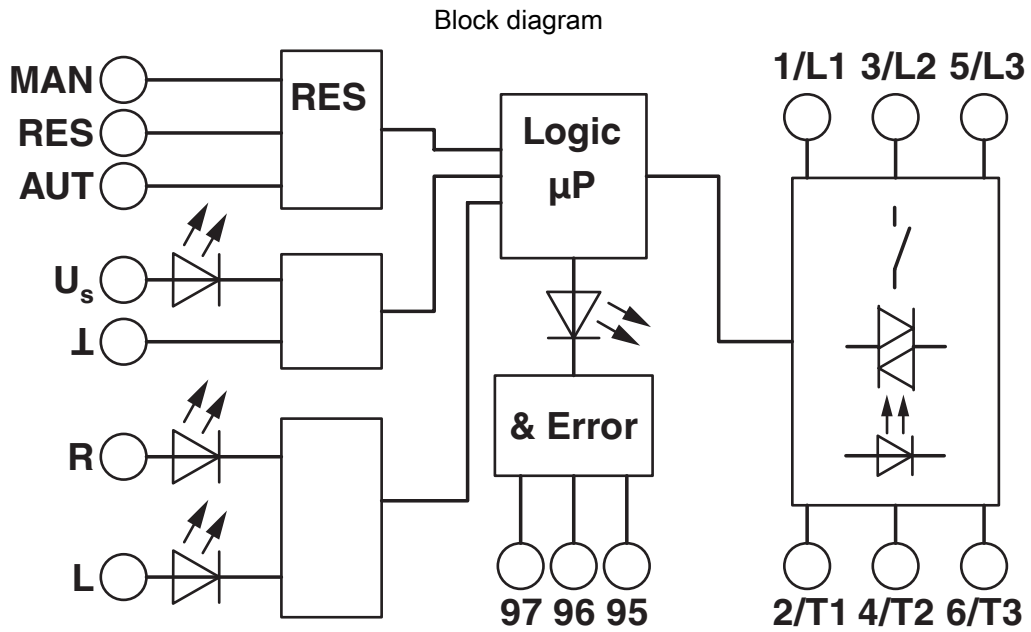 Block diagram
MAN
RES
AUT
RES
Us
⊥
R
L
Logic
µP
& Error
97 96 95
1/L1 3/L2 5/L3
2/T1 4/T2 6/T3